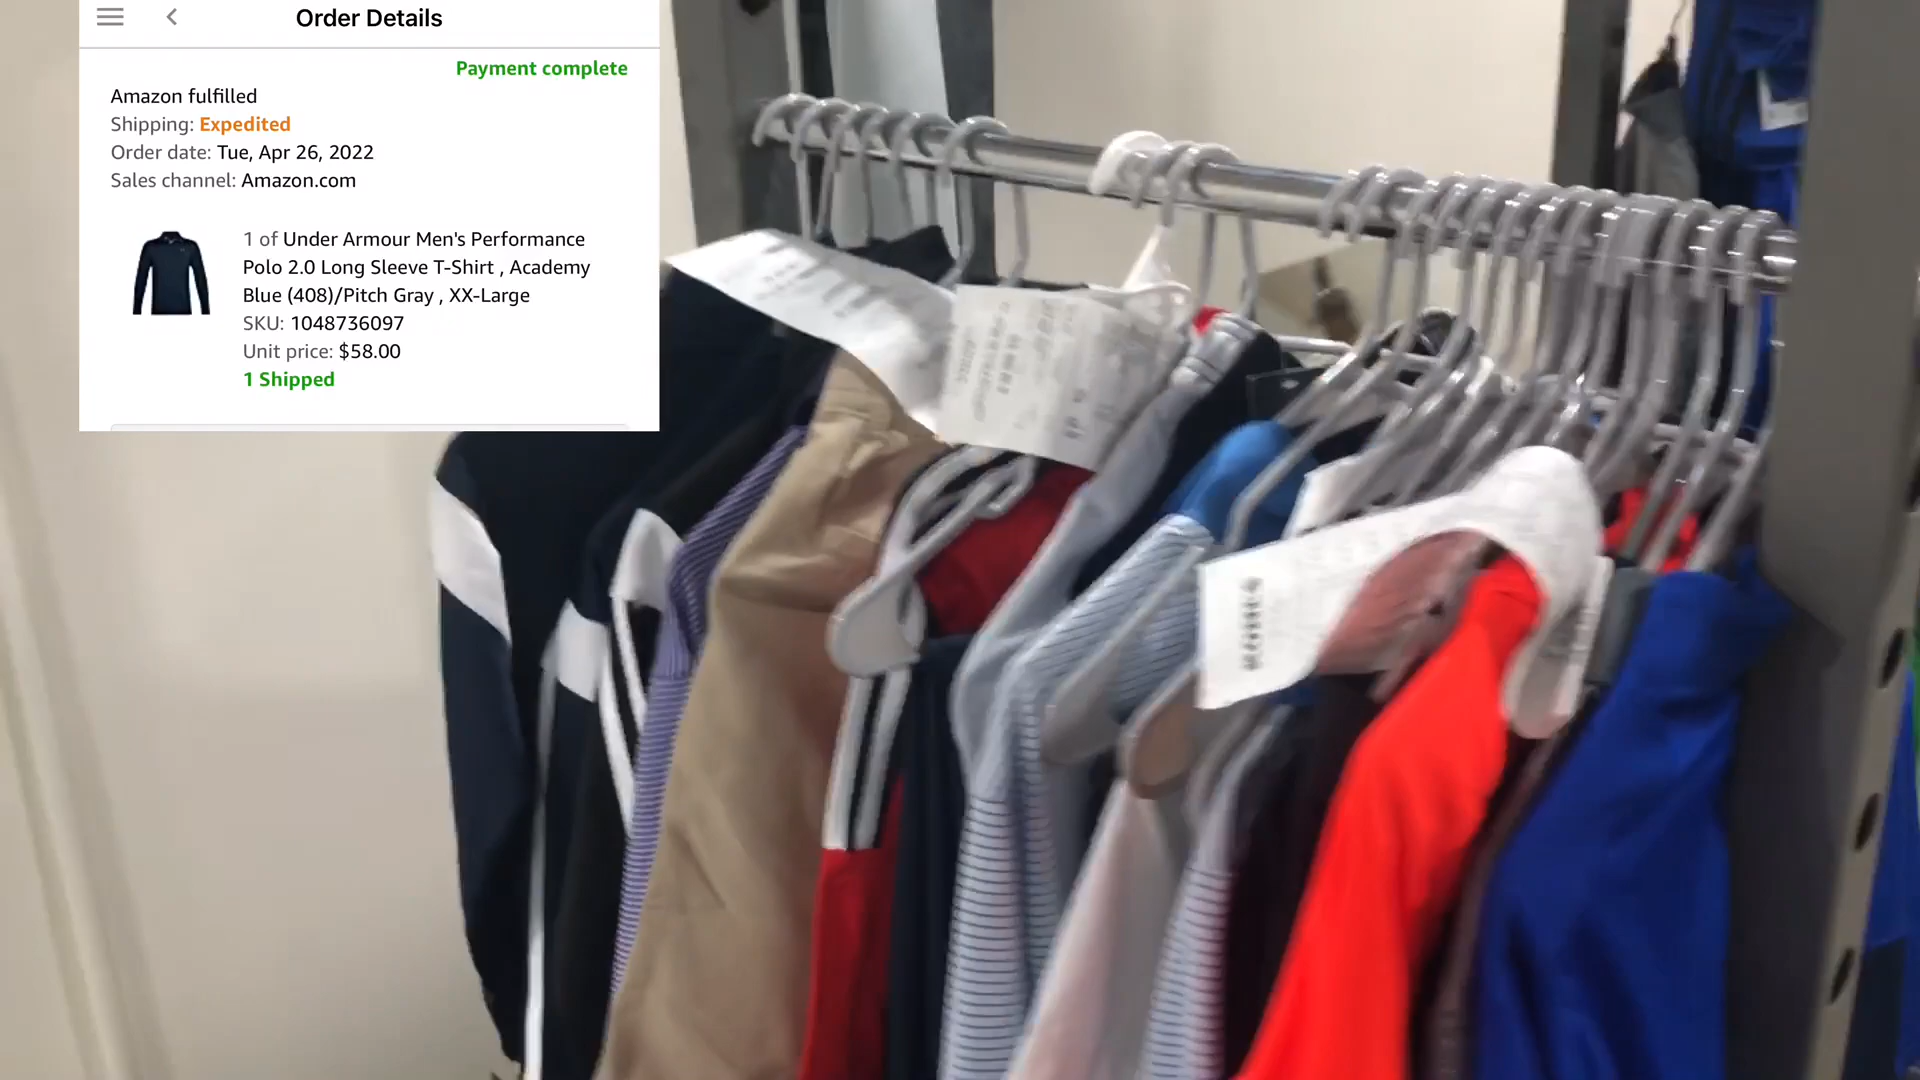 Order Details
Payment complete
Amazon fulfilled
Shipping: Expedited
Order date: Tue, Apr 26, 2022
Sales channel: Amazon.com
1 of Under Armour Men's Performance
Polo 2.0 Long Sleeve T-Shirt , Academy
Blue (408)/Pitch Gray , XX-Large
SKU: 1048736097
Unit price: $58.00
1 Shipped